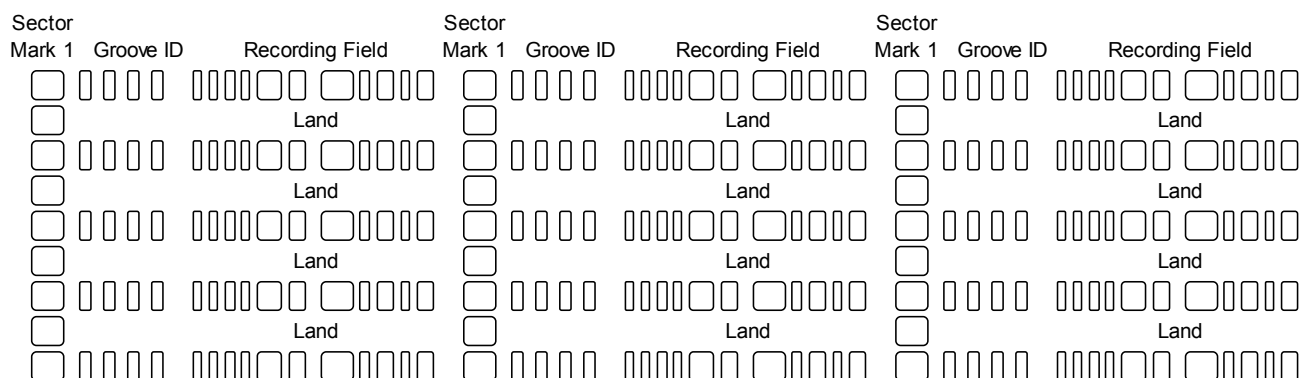 Sector Sector Sector
Mark 1 Groove ID Recording Field Mark 1 Groove ID Recording Field Mark 1 Groove ID Recording Field
Land Land Land
Land Land Land
Land Land Land
Land Land Land